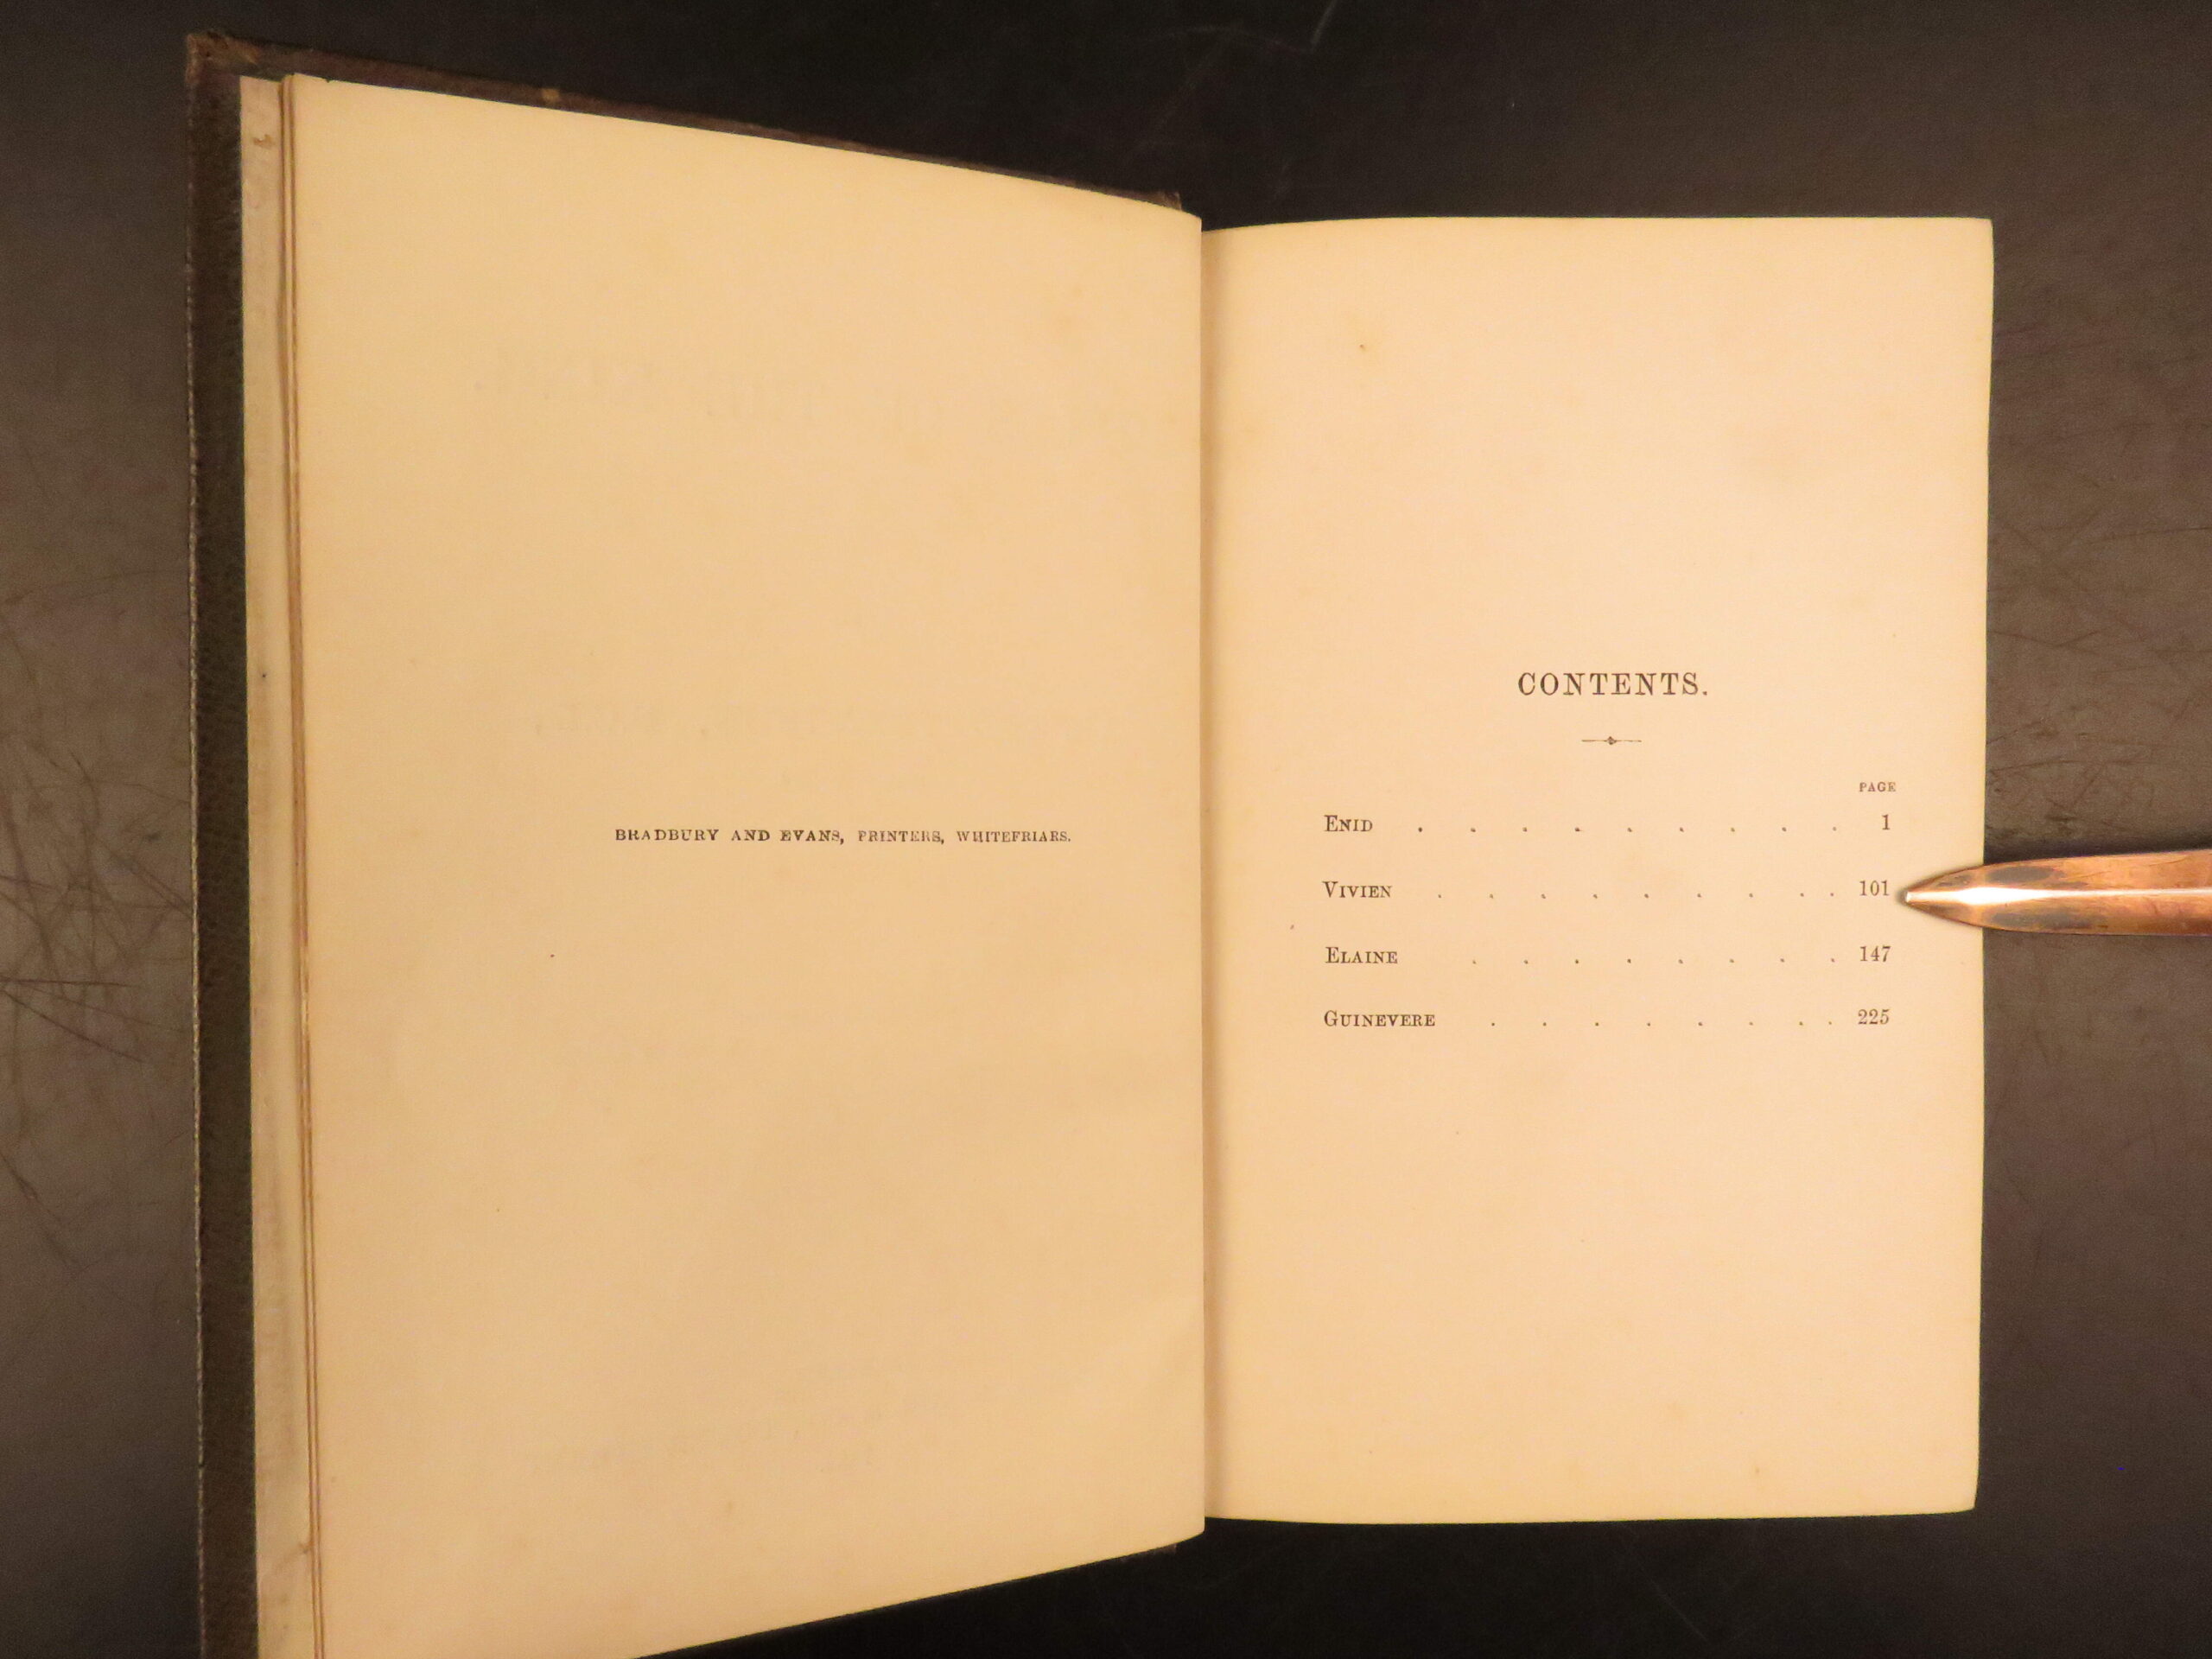 BRADBURY AND EVANS, PRINTERS, WHITEFRIARS.
CONTENTS.
PAGE
ENID . . . . . . . . . 1
VIVIEN . . . . . . . . . 101
ELAINE . . . . . . . . 147
GUINEVERE . . . . . . . . 225